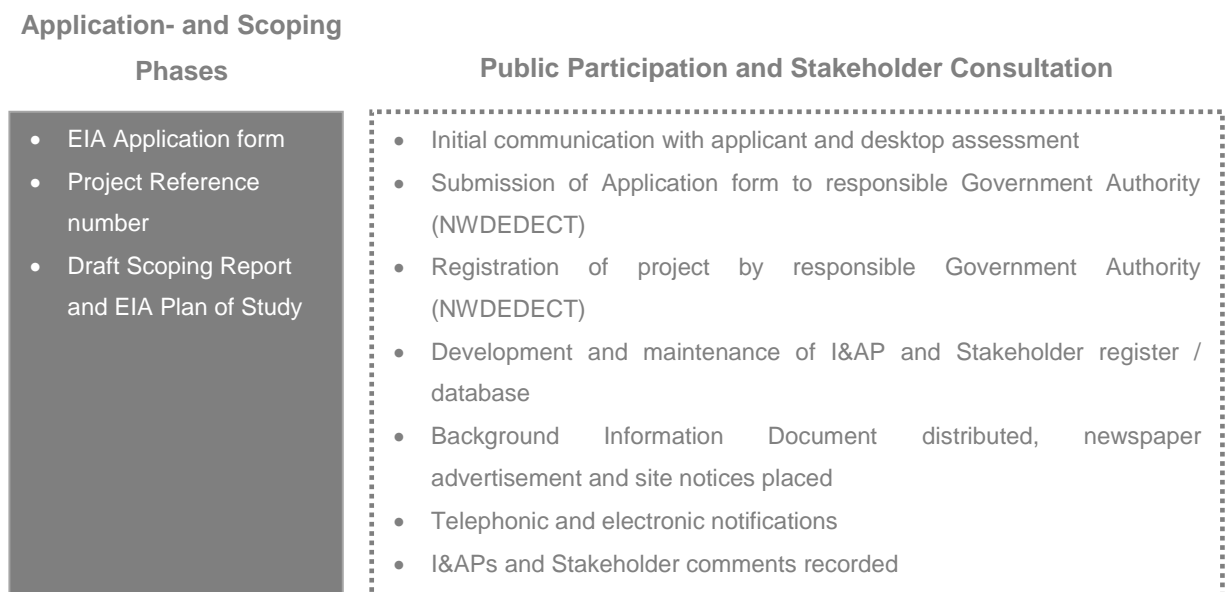 Application- and Scoping
Phases
• EIA Application form
• Project Reference
number
• Draft Scoping Report
and EIA Plan of Study
Public Participation and Stakeholder Consultation
• Initial communication with applicant and desktop assessment
• Submission of Application form to responsible Government Authority
(NWDEDECT)
• Registration of project by responsible Government Authority
(NWDEDECT)
• Development and maintenance of I&AP and Stakeholder register /
database
• Background Information Document distributed, newspaper
advertisement and site notices placed
• Telephonic and electronic notifications
• I&APs and Stakeholder comments recorded